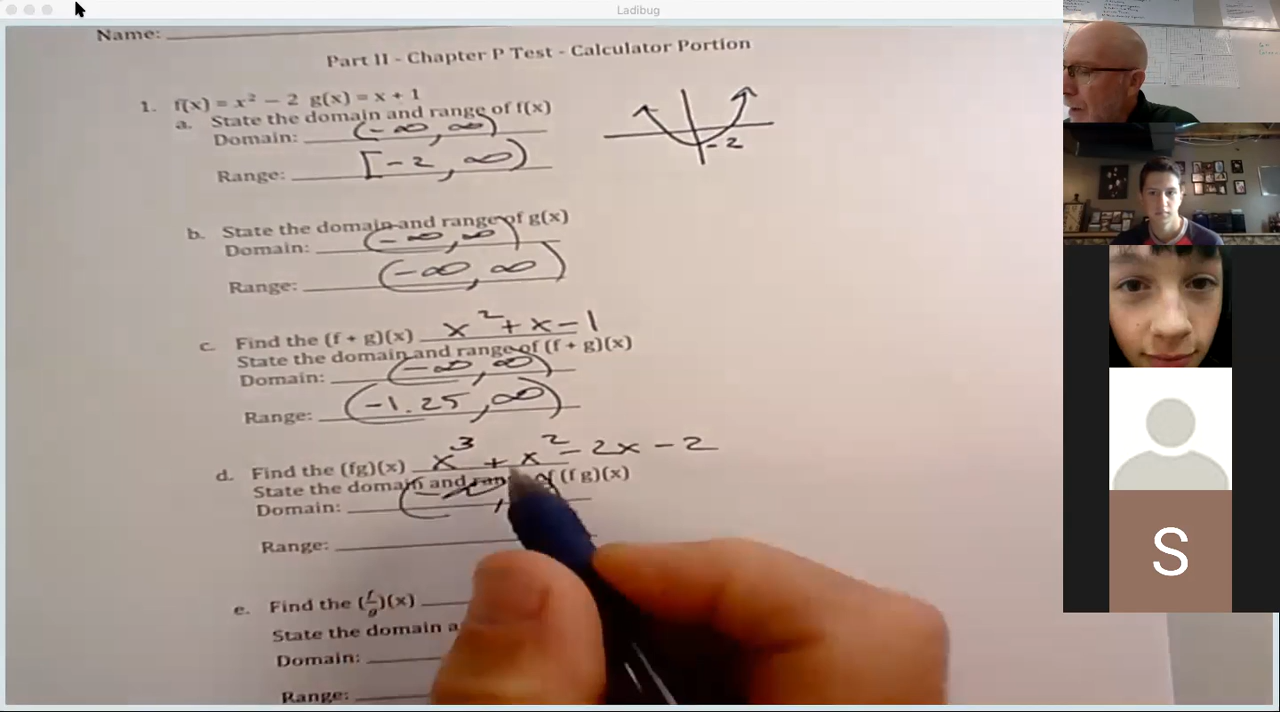 Ladibug
Name:
Part II - Chapter P Test - Calculator Portion
1. f(x) = x² − 2 g(x) = x + 1
a. State the domain and range of f(x)
Domain: (-∞, ∞)
Range: [-2, ∞)
-2
b. State the domain and range of g(x)
Domain: (-∞, ∞)
Range: (-∞, ∞)
c. Find the (f + g)(x) x² + x - 1
State the domain and range of (f + g)(x)
Domain: (-∞, ∞)
Range: (-1.25, ∞)
d. Find the (fg)(x) x³ + x² - 2x - 2
State the domain and range of (fg)(x)
Domain: (-∞,
Range:
e. Find the (f/g)(x)
State the domain a
Domain:
Range:
S